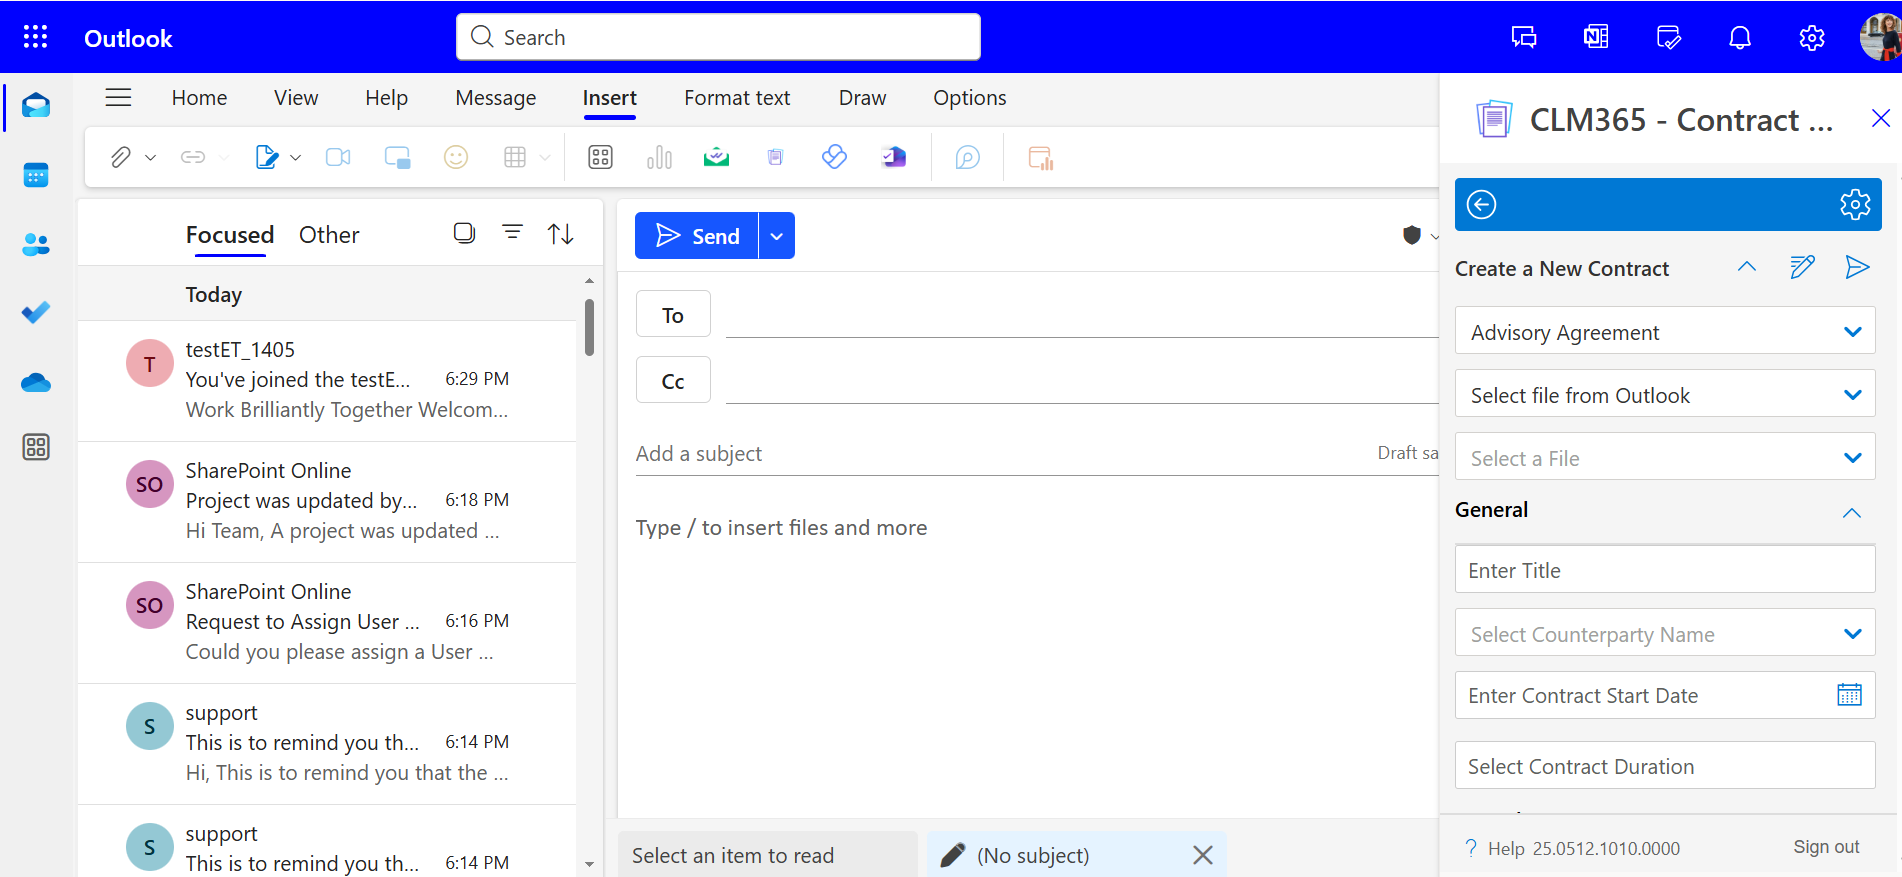 Outlook
Search
Home View Help Message Insert Format text Draw Options
CLM365 - Contract ...
Focused Other
Today
T
testET_1405
You've joined the testE... 6:29 PM
Work Brilliantly Together Welcom...
SO
SharePoint Online
Project was updated by... 6:18 PM
Hi Team, A project was updated ...
SO
SharePoint Online
Request to Assign User ... 6:16 PM
Could you please assign a User ...
S
support
This is to remind you th... 6:14 PM
Hi, This is to remind you that the ...
S
support
This is to remind you th... 6:14 PM
Send
To
Cc
Add a subject Draft sa
Type / to insert files and more
Select an item to read
(No subject)
Create a New Contract
Advisory Agreement
Select file from Outlook
Select a File
General
Enter Title
Select Counterparty Name
Enter Contract Start Date
Select Contract Duration
? Help 25.0512.1010.0000 Sign out